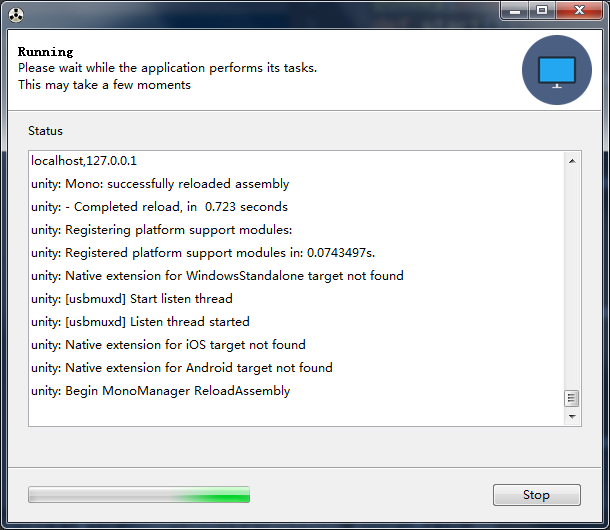 Running
Please wait while the application performs its tasks.
This may take a few moments
Status
localhost,127.0.0.1
unity: Mono: successfully reloaded assembly
unity: - Completed reload, in  0.723 seconds
unity: Registering platform support modules:
unity: Registered platform support modules in: 0.0743497s.
unity: Native extension for WindowsStandalone target not found
unity: [usbmuxd] Start listen thread
unity: [usbmuxd] Listen thread started
unity: Native extension for iOS target not found
unity: Native extension for Android target not found
unity: Begin MonoManager ReloadAssembly
Stop